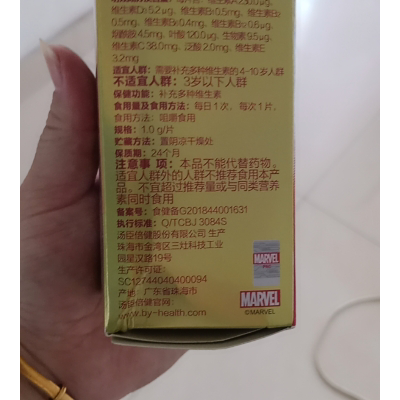 维生素D₃5.2μg、维生素B₁0.5mg、维生素B₂
0.5mg、维生素B₆0.4mg、维生素B₁₂0.6μg、
烟酰胺4.5mg、叶酸120.0μg、生物素9.5μg、
维生素C 38.0mg、泛酸2.0mg、维生素E
3.2mg
适宜人群：需要补充多种维生素的4-10岁人群
不适宜人群：3岁以下人群
保健功能：补充多种维生素
食用量及食用方法：每日1次，每次1片，
食用方法：咀嚼食用
规格：1.0g/片
贮藏方法：置阴凉干燥处
保质期：24个月
注意事项：本品不能代替药物。
适宜人群外的人群不推荐食用本产
品。不宜超过推荐量或与同类营养
素同时食用
备案号：食健备G201844001631
执行标准：Q/TCBJ 3084S
汤臣倍健股份有限公司 生产
珠海市金湾区三灶科技工业
园星汉路19号
生产许可证：
SC12744040400094
产地：广东省珠海市
汤臣倍健官网
www.by-health.com
MARVEL
MARVEL
©MARVEL